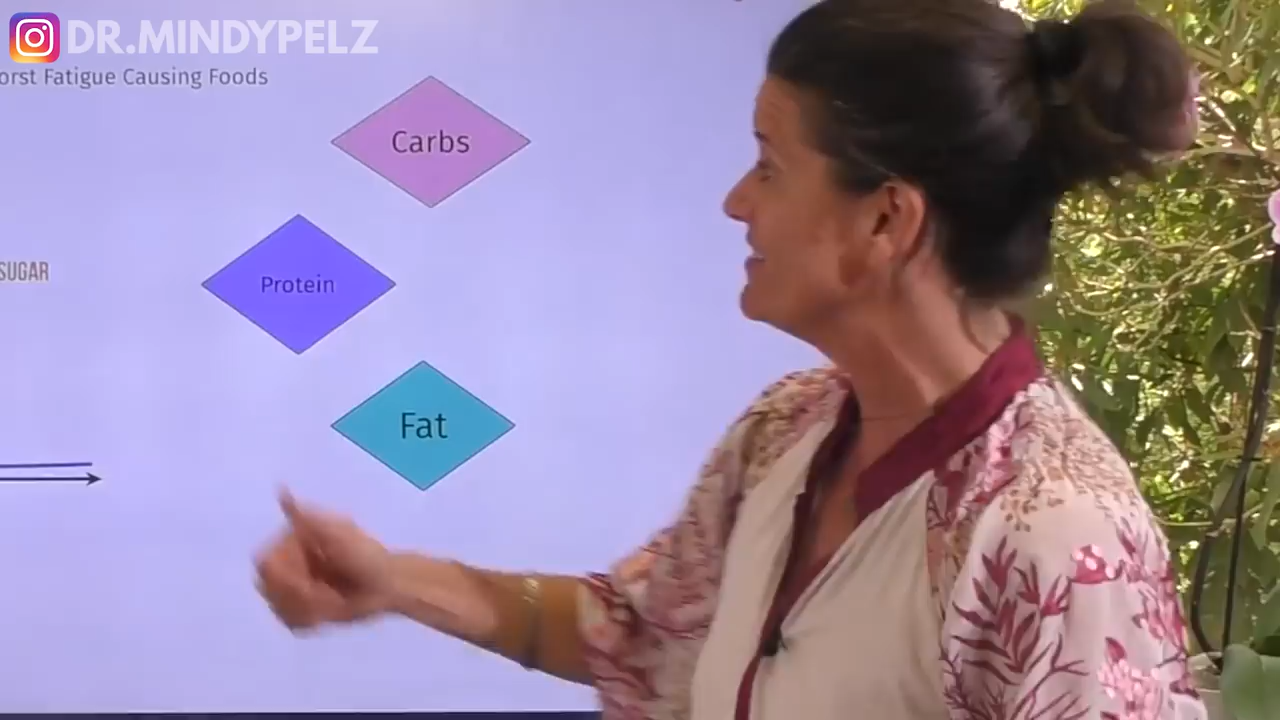 DR.MINDYPELZ
orst Fatigue Causing Foods
Carbs
SUGAR
Protein
Fat